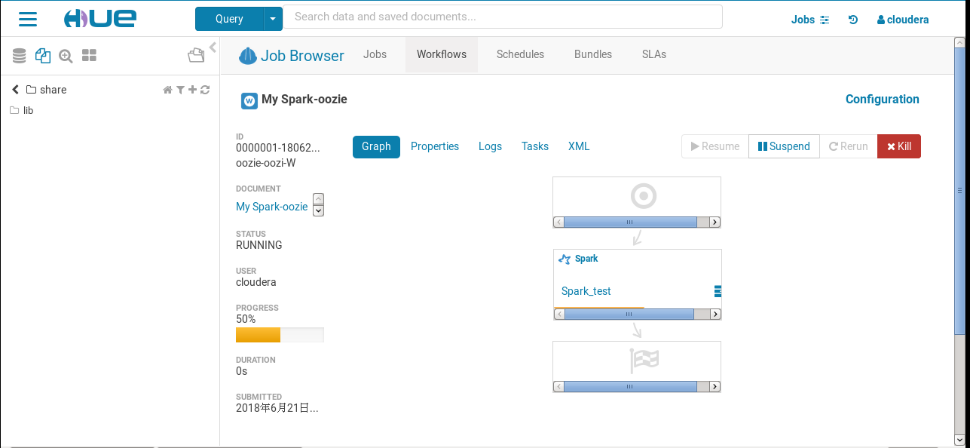 HUE
Query
Search data and saved documents...
Jobs
cloudera
Job Browser
Jobs
Workflows
Schedules
Bundles
SLAs
share
lib
W
My Spark-oozie
Configuration
ID
0000001-18062...
oozie-oozi-W
DOCUMENT
My Spark-oozie
STATUS
RUNNING
USER
cloudera
PROGRESS
50%
DURATION
0s
SUBMITTED
2018年6月21日...
Graph
Properties
Logs
Tasks
XML
Resume
Suspend
Rerun
Kill
Spark
Spark_test